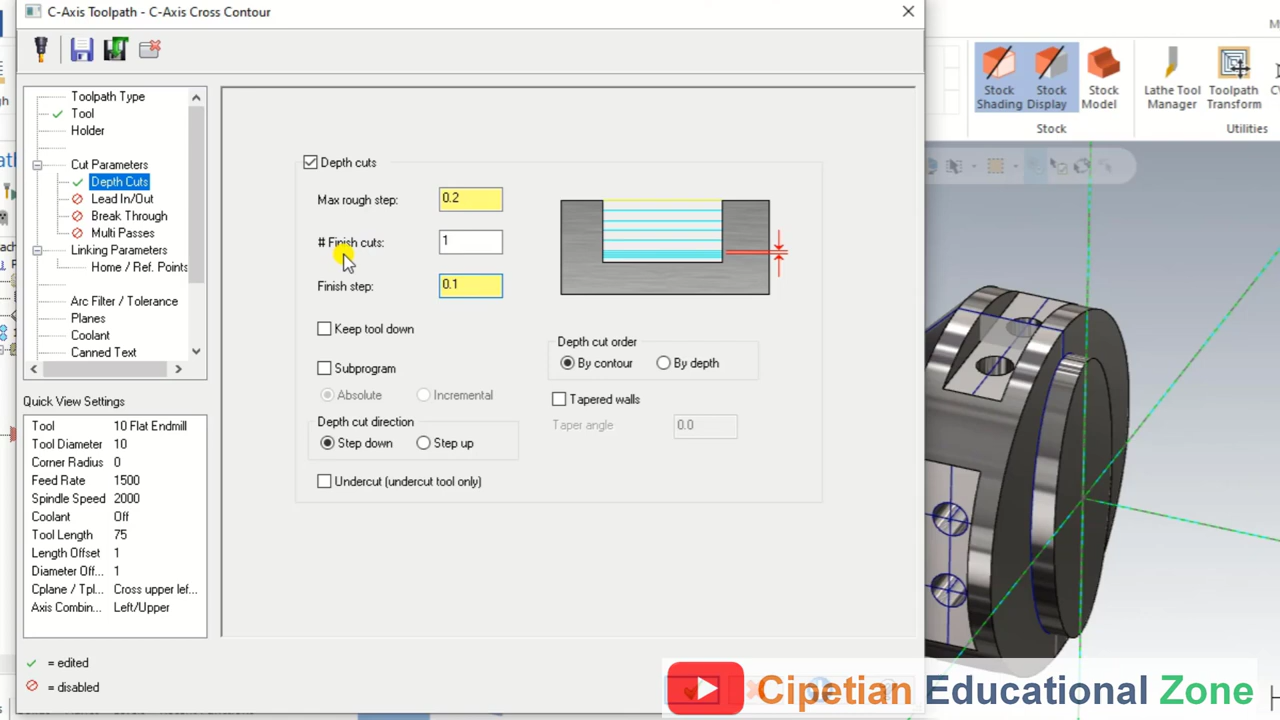 C-Axis Toolpath - C-Axis Cross Contour
Toolpath Type
Tool
Holder
Cut Parameters
Depth Cuts
Lead In/Out
Break Through
Multi Passes
Linking Parameters
Home / Ref. Points
Arc Filter / Tolerance
Planes
Coolant
Canned Text
Quick View Settings
Tool 10 Flat Endmill
Tool Diameter 10
Corner Radius 0
Feed Rate 1500
Spindle Speed 2000
Coolant Off
Tool Length 75
Length Offset 1
Diameter Off... 1
Cplane / Tpl... Cross upper lef...
Axis Combin... Left/Upper
= edited
= disabled
Depth cuts
Max rough step: 0.2
# Finish cuts: 1
Finish step: 0.1
Keep tool down
Subprogram
Absolute Incremental
Depth cut direction
Step down Step up
Undercut (undercut tool only)
Depth cut order
By contour By depth
Tapered walls
Taper angle 0.0
Stock Shading
Stock Display
Stock Model
Stock
Lathe Tool Manager
Toolpath Transform
Utilities
Cipetian Educational Zone